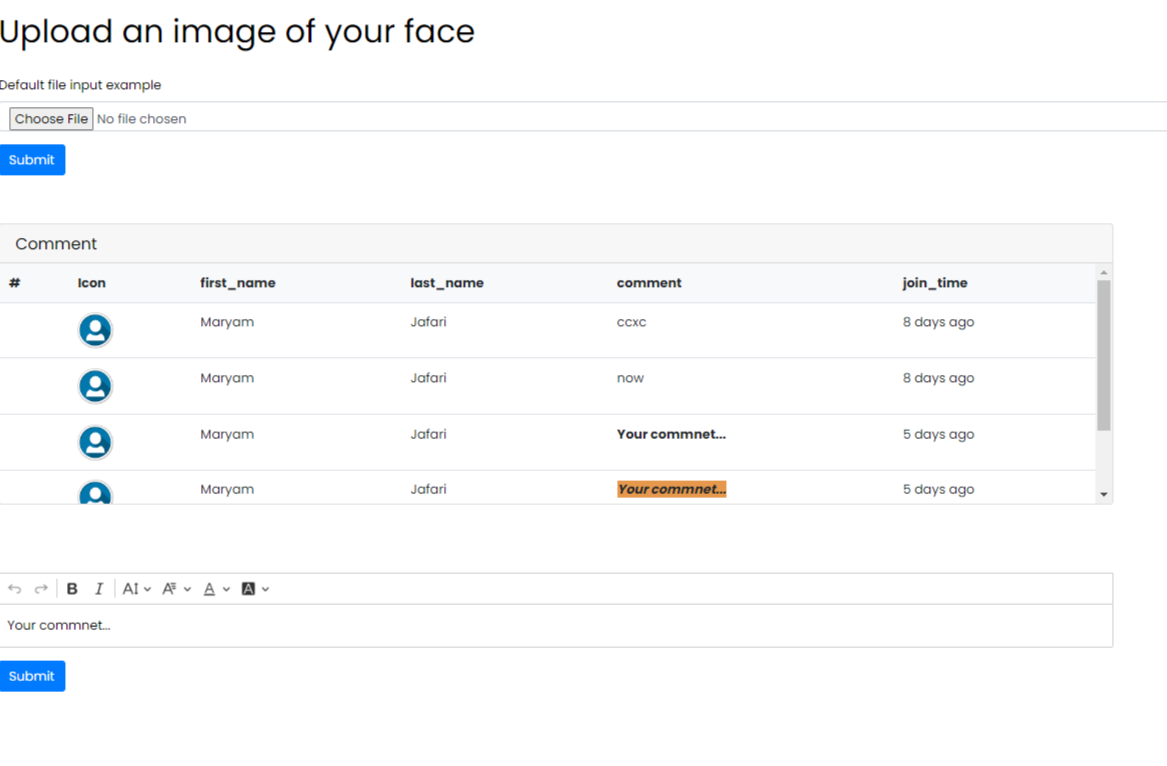 Upload an image of your face
Default file input example
Choose File No file chosen
Submit
Comment
# Icon first_name last_name comment join_time
Maryam Jafari ccxc 8 days ago
Maryam Jafari now 8 days ago
Maryam Jafari Your commnet... 5 days ago
Maryam Jafari Your commnet... 5 days ago
B I AI A A A
Your commnet...
Submit